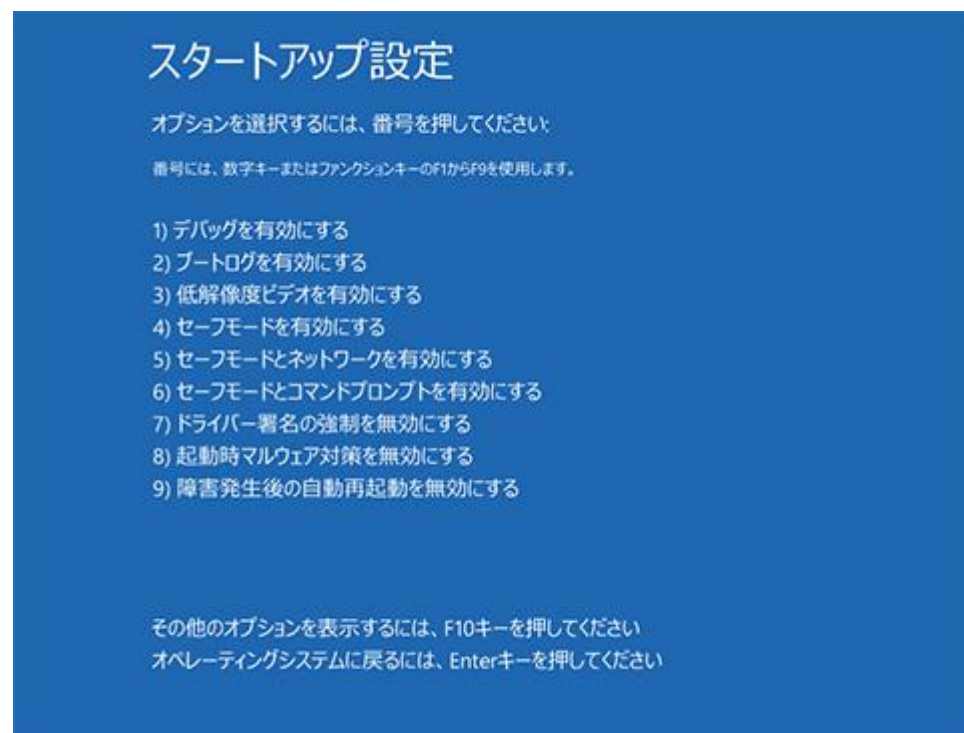 スタートアップ設定
オプションを選択するには、番号を押してください:
番号には、数字キーまたはファンクションキーのF1からF9を使用します。
1) デバッグを有効にする
2) ブートログを有効にする
3) 低解像度ビデオを有効にする
4) セーフモードを有効にする
5) セーフモードとネットワークを有効にする
6) セーフモードとコマンドプロンプトを有効にする
7) ドライバー署名の強制を無効にする
8) 起動時マルウェア対策を無効にする
9) 障害発生後の自動再起動を無効にする
その他のオプションを表示するには、F10キーを押してください
オペレーティングシステムに戻るには、Enterキーを押してください